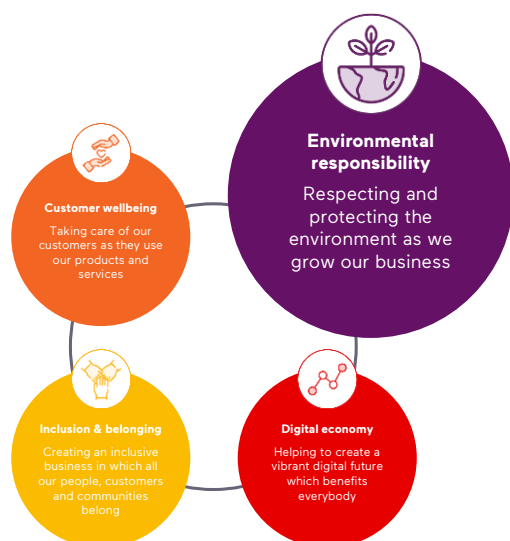 Environmental
responsibility
Respecting and
protecting the
environment as we
grow our business
Customer wellbeing
Taking care of our
customers as they use
our products and
services
Inclusion & belonging
Creating an inclusive
business in which all
our people, customers
and communities
belong
Digital economy
Helping to create a
vibrant digital future
which benefits
everybody